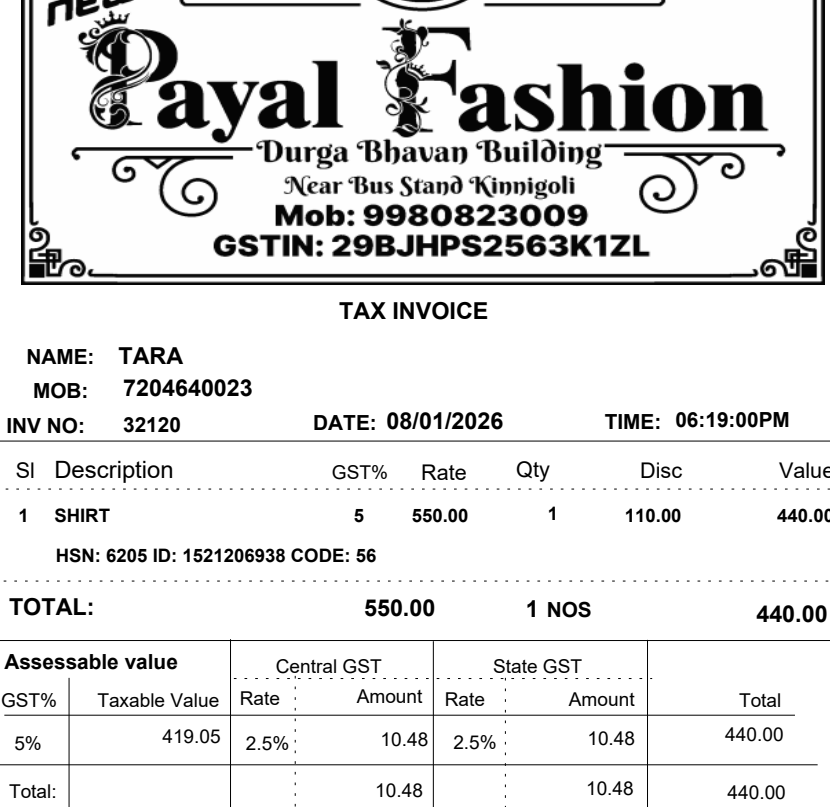 new
Payal Fashion
Durga Bhavan Building
Near Bus Stand Kinnigoli
Mob: 9980823009
GSTIN: 29BJHPS2563K1ZL
TAX INVOICE
NAME: TARA
MOB: 7204640023
INV NO: 32120 DATE: 08/01/2026 TIME: 06:19:00PM
Sl Description GST% Rate Qty Disc Value
1 SHIRT 5 550.00 1 110.00 440.00
HSN: 6205 ID: 1521206938 CODE: 56
TOTAL: 550.00 1 NOS 440.00
Assessable value Central GST State GST
GST% Taxable Value Rate Amount Rate Amount Total
5% 419.05 2.5% 10.48 2.5% 10.48 440.00
Total: 10.48 10.48 440.00